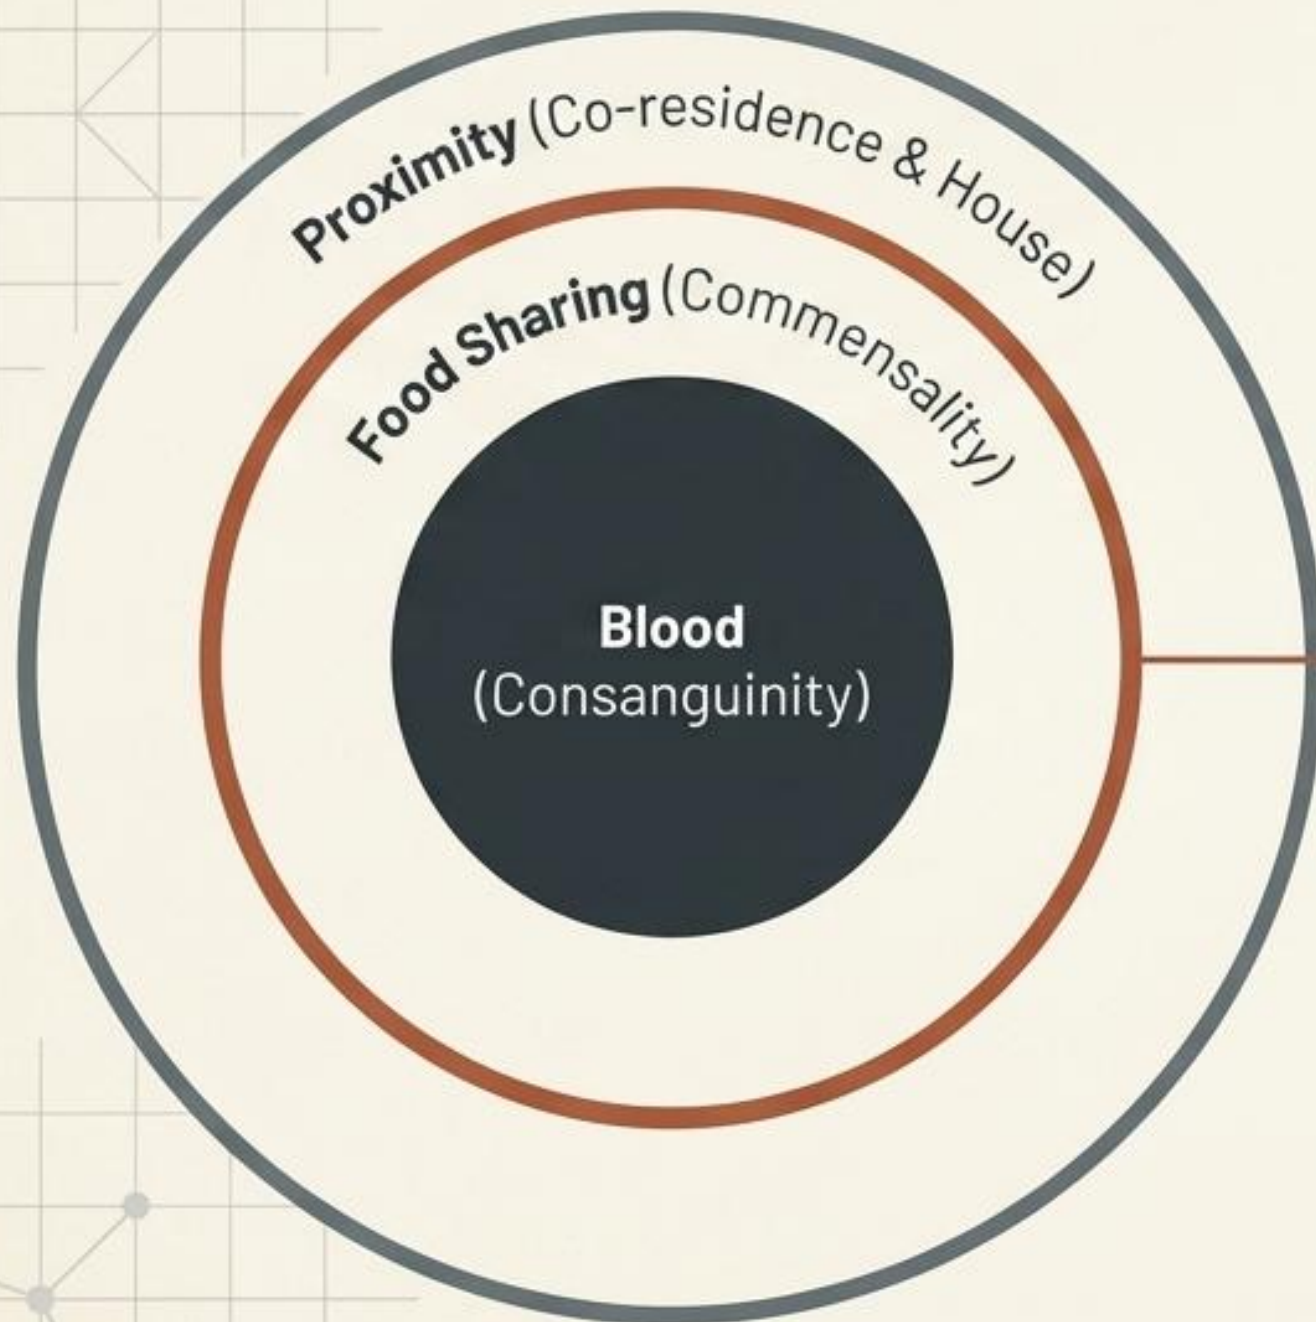 Proximity (Co-residence & House)
Food Sharing (Commensality)
Blood
(Consanguinity)